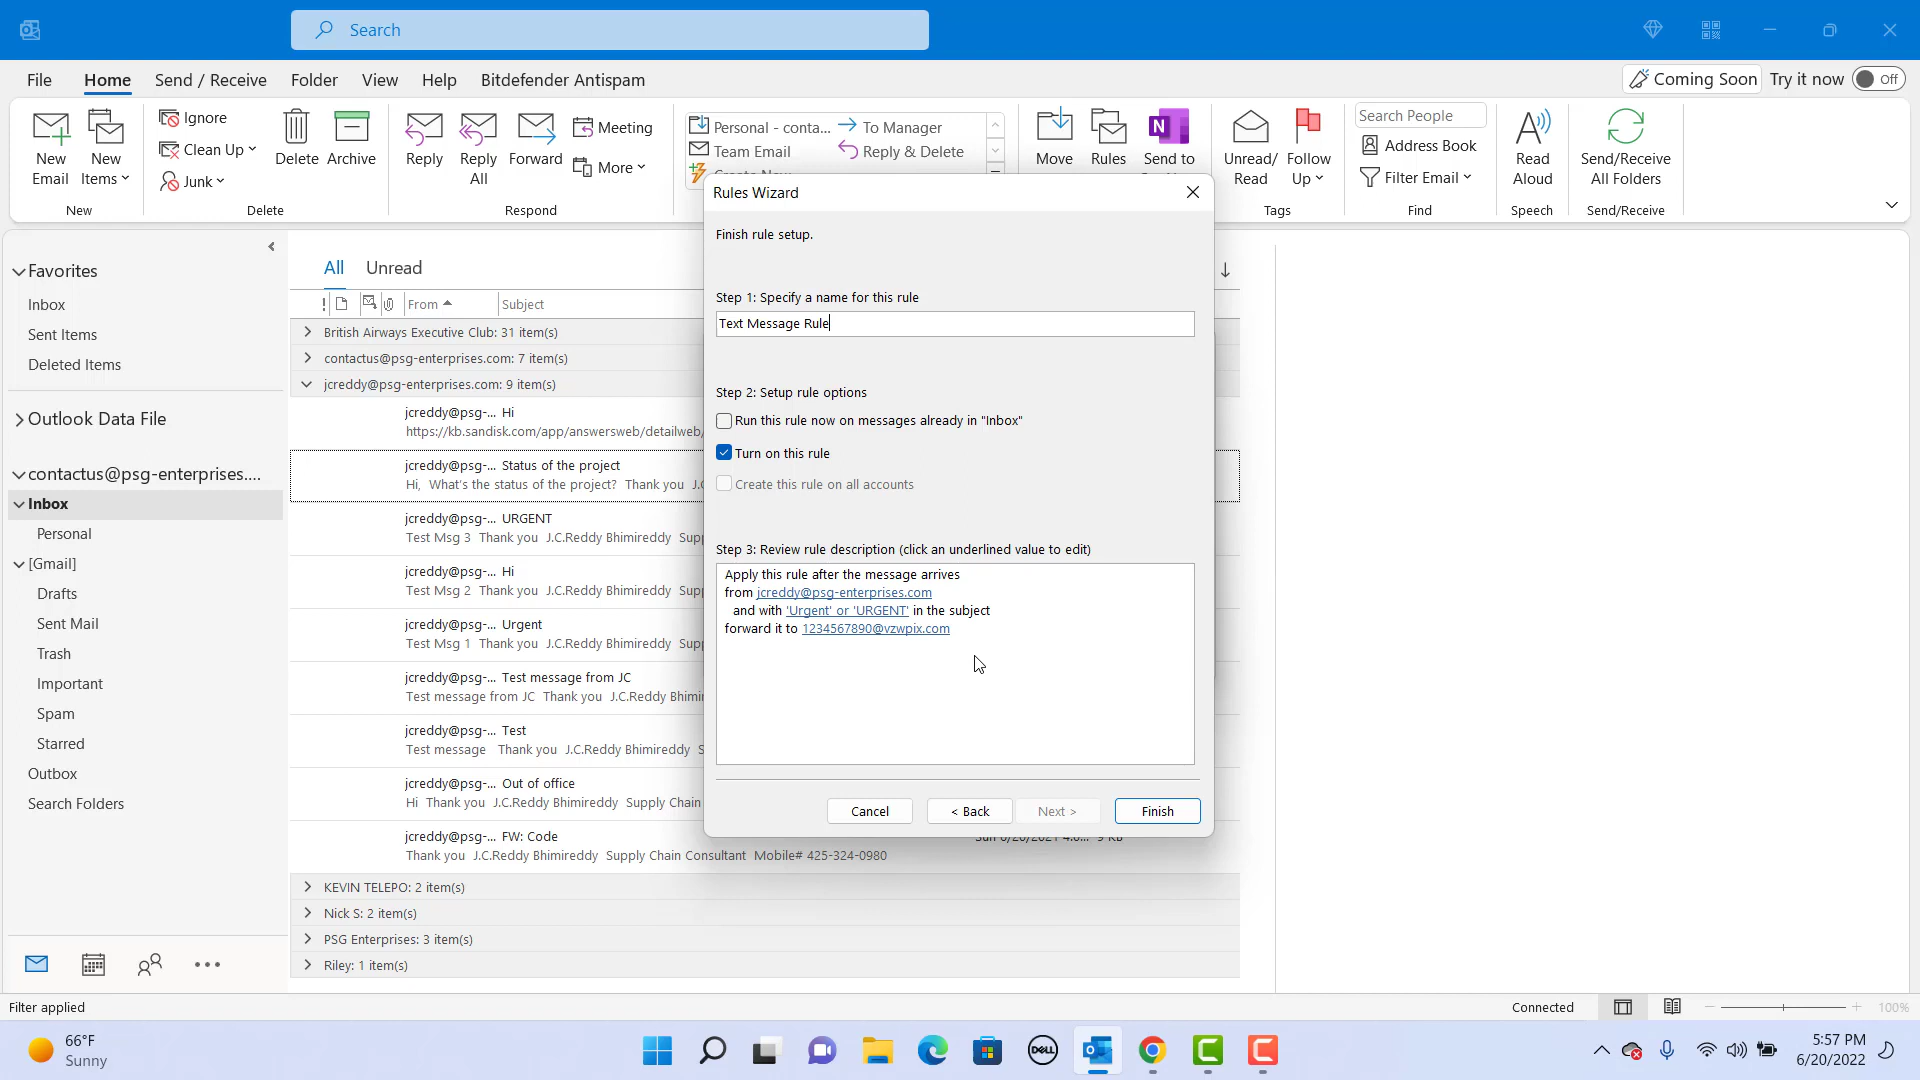 Search
File
Home
Send / Receive
Folder
View
Help
Bitdefender Antispam
Coming Soon
Try it now
Off
New Email
New Items
New
Ignore
Clean Up
Junk
Delete
Archive
Delete
Reply
Reply All
Forward
Meeting
More
Respond
Personal - conta...
Team Email
To Manager
Reply & Delete
Move
Rules
Send to
Unread/ Read
Follow Up
Tags
Search People
Address Book
Filter Email
Find
Read Aloud
Speech
Send/Receive All Folders
Send/Receive
Favorites
Inbox
Sent Items
Deleted Items
Outlook Data File
contactus@psg-enterprises....
Inbox
Personal
[Gmail]
Drafts
Sent Mail
Trash
Important
Spam
Starred
Outbox
Search Folders
All
Unread
From
Subject
British Airways Executive Club: 31 item(s)
contactus@psg-enterprises.com: 7 item(s)
jcreddy@psg-enterprises.com: 9 item(s)
jcreddy@psg-... Hi
https://kb.sandisk.com/app/answersweb/detailweb/
jcreddy@psg-... Status of the project
Hi, What's the status of the project? Thank you J.C
jcreddy@psg-... URGENT
Test Msg 3 Thank you J.C.Reddy Bhimireddy Sup
jcreddy@psg-... Hi
Test Msg 2 Thank you J.C.Reddy Bhimireddy Sup
jcreddy@psg-... Urgent
Test Msg 1 Thank you J.C.Reddy Bhimireddy Sup
jcreddy@psg-... Test message from JC
Test message from JC Thank you J.C.Reddy Bhimi
jcreddy@psg-... Test
Test message Thank you J.C.Reddy Bhimireddy S
jcreddy@psg-... Out of office
Hi Thank you J.C.Reddy Bhimireddy Supply Chain
jcreddy@psg-... FW: Code
Thank you J.C.Reddy Bhimireddy Supply Chain Consultant Mobile# 425-324-0980
KEVIN TELEPO: 2 item(s)
Nick S: 2 item(s)
PSG Enterprises: 3 item(s)
Riley: 1 item(s)
Rules Wizard
Finish rule setup.
Step 1: Specify a name for this rule
Text Message Rule
Step 2: Setup rule options
Run this rule now on messages already in "Inbox"
Turn on this rule
Create this rule on all accounts
Step 3: Review rule description (click an underlined value to edit)
Apply this rule after the message arrives
from jcreddy@psg-enterprises.com
and with 'Urgent' or 'URGENT' in the subject
forward it to 1234567890@vzwpix.com
Cancel
< Back
Next >
Finish
Filter applied
Connected
100%
66°F
Sunny
DELL
5:57 PM
6/20/2022